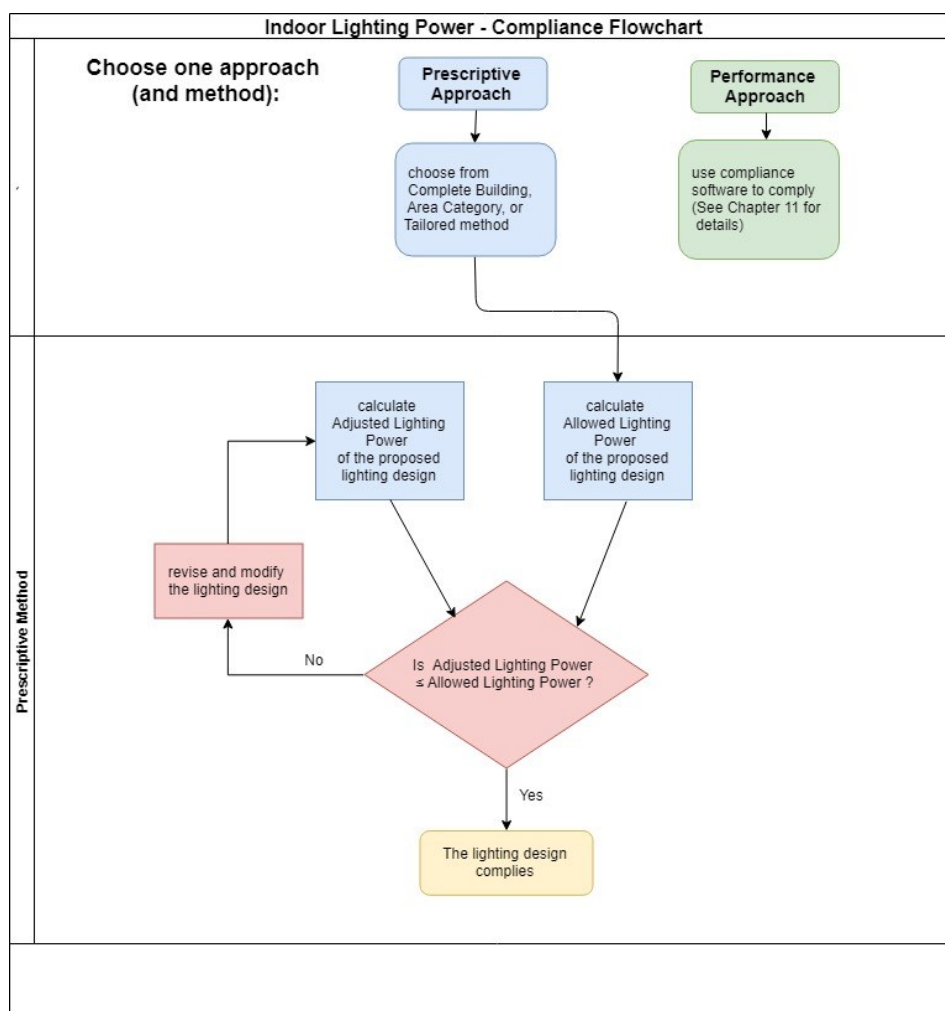 Indoor Lighting Power - Compliance Flowchart
Choose one approach
(and method):
Prescriptive
Approach
Performance
Approach
choose from
Complete Building,
Area Category, or
Tailored method
use compliance
software to comply
(See Chapter 11 for
details)
Prescriptive Method
calculate
Adjusted Lighting
Power
of the proposed
lighting design
calculate
Allowed Lighting
Power
of the proposed
lighting design
revise and modify
the lighting design
No
Is Adjusted Lighting Power
≤ Allowed Lighting Power ?
Yes
The lighting design
complies